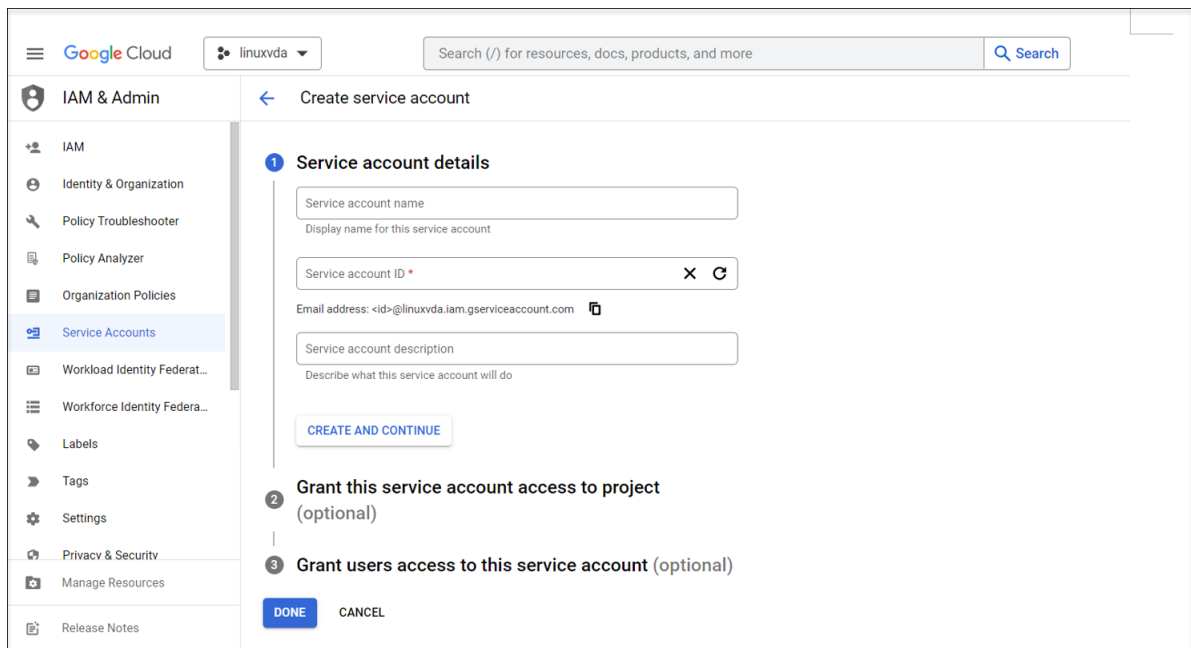 Google Cloud
linuxvda
Search (/) for resources, docs, products, and more
Search
IAM & Admin
Create service account
IAM
Identity & Organization
Policy Troubleshooter
Policy Analyzer
Organization Policies
Service Accounts
Workload Identity Federat...
Workforce Identity Federa...
Labels
Tags
Settings
Privacy & Security
Manage Resources
Release Notes
1 Service account details
Service account name
Display name for this service account
Service account ID *
Email address: <id>@linuxvda.iam.gserviceaccount.com
Service account description
Describe what this service account will do
CREATE AND CONTINUE
2 Grant this service account access to project
(optional)
3 Grant users access to this service account (optional)
DONE CANCEL